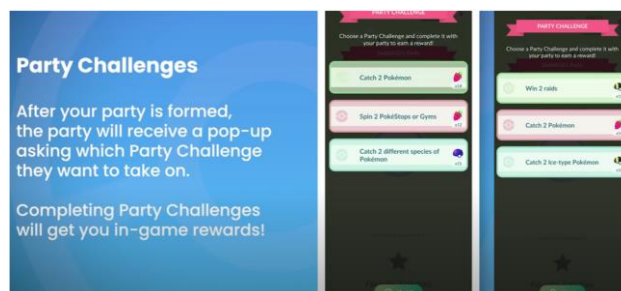 Party Challenges
After your party is formed,
the party will receive a pop-up
asking which Party Challenge
they want to take on.
Completing Party Challenges
will get you in-game rewards!
PARTY CHALLENGE
Choose a Party Challenge and complete it with
your party to earn a reward!
Catch 2 Pokémon
Spin 2 PokéStops or Gyms
Catch 2 different species of
Pokémon
PARTY CHALLENGE
Choose a Party Challenge and complete it with
your party to earn a reward!
Win 2 raids
Catch 2 Pokémon
Catch 2 Ice-type Pokémon